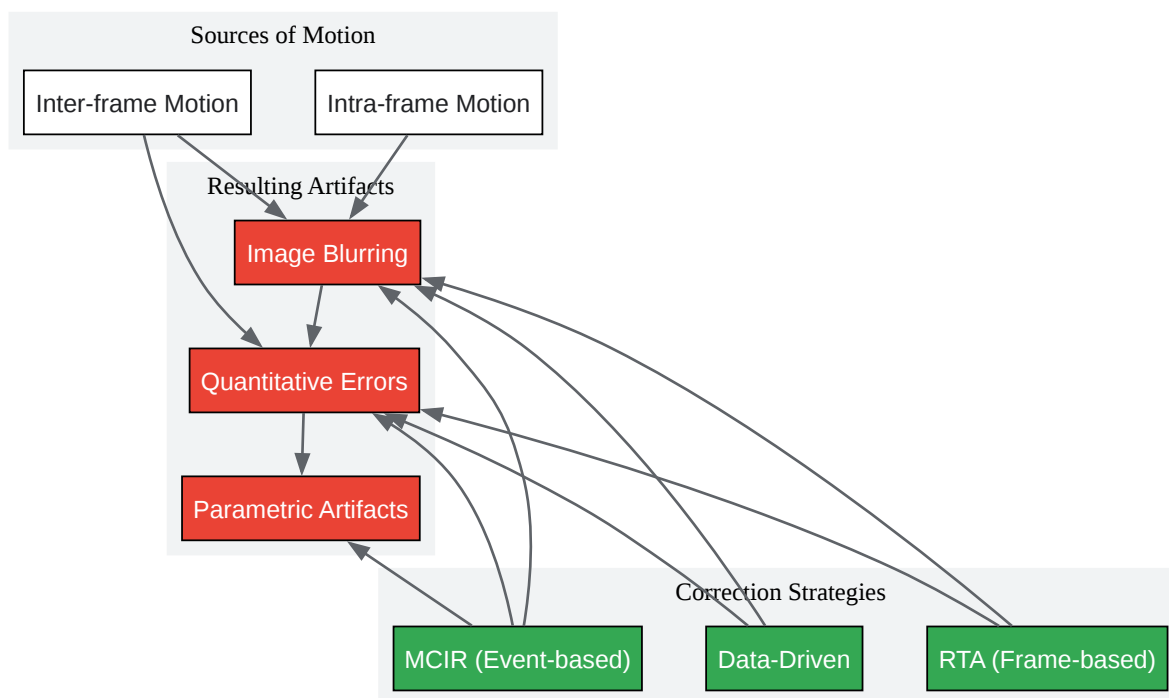 Sources of Motion
Inter-frame Motion
Intra-frame Motion
Resulting Artifacts
Image Blurring
Quantitative Errors
Parametric Artifacts
Correction Strategies
MCIR (Event-based)
Data-Driven
RTA (Frame-based)